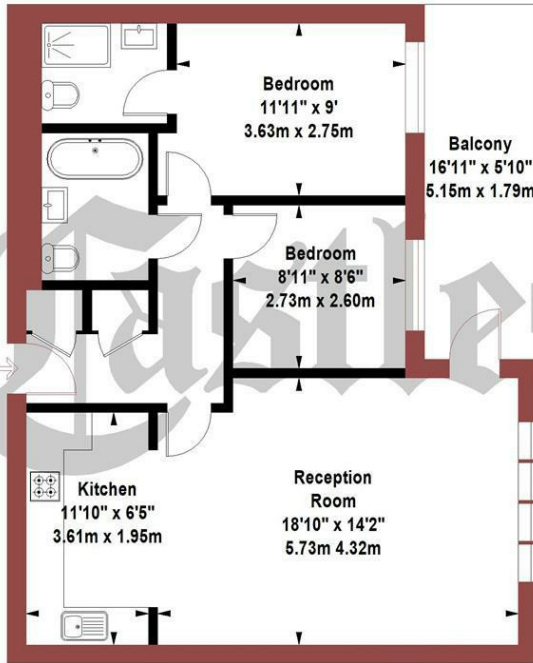 Bedroom
11'11" x 9'
3.63m x 2.75m
Balcony
16'11" x 5'10"
5.15m x 1.79m
Bedroom
8'11" x 8'6"
2.73m x 2.60m
Castle
Kitchen
11'10" x 6'5"
3.61m x 1.95m
Reception
Room
18'10" x 14'2"
5.73m 4.32m